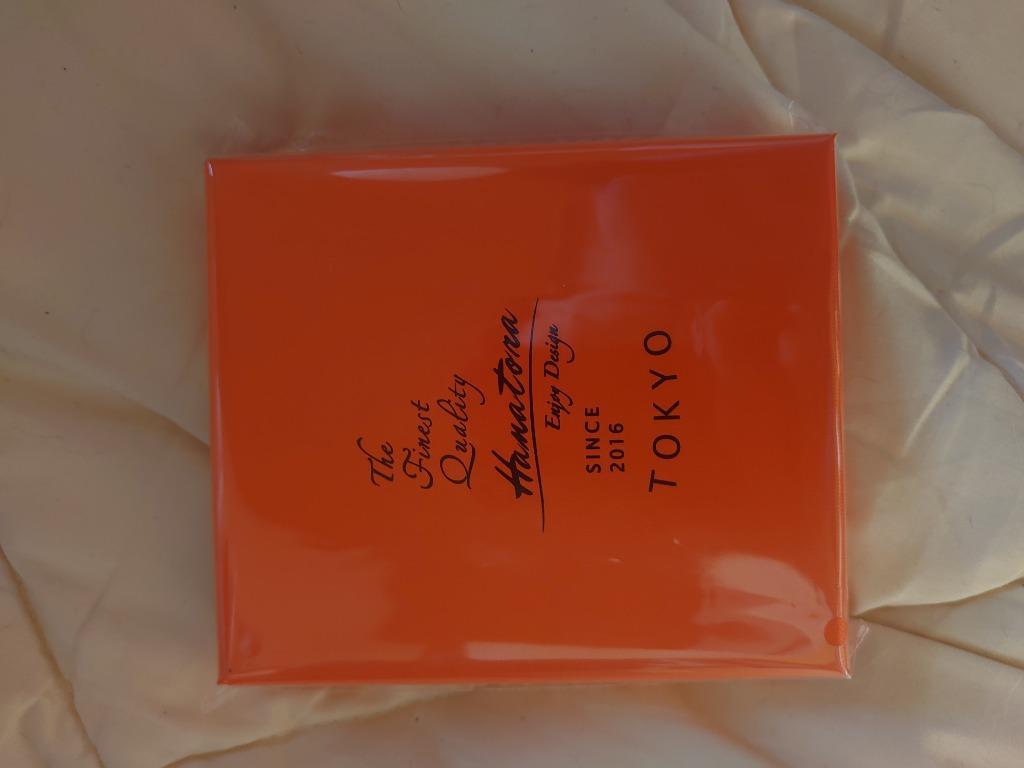 The
Finest
Quality
Hanatora
Enjoy Design
SINCE
2016
TOKYO